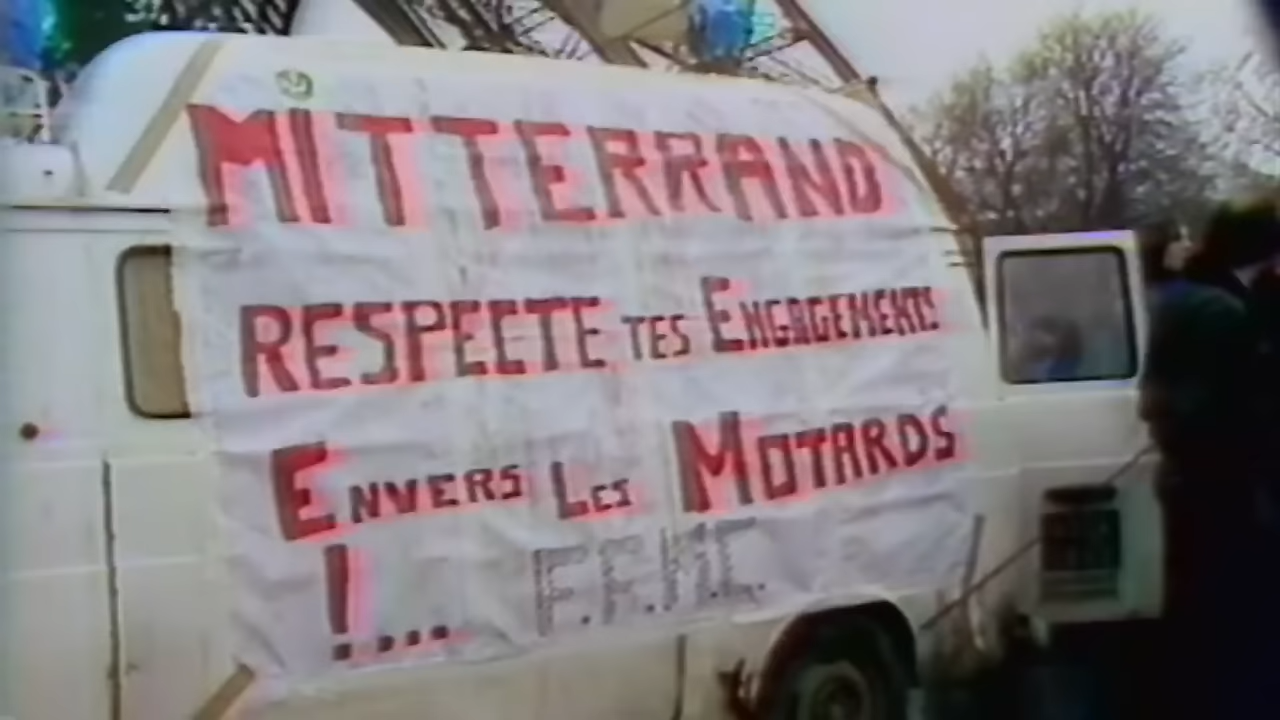 MITTERRAND
RESPECTE TES ENGAGEMENTS
ENVERS LES MOTARDS
!... F.F.M.C.